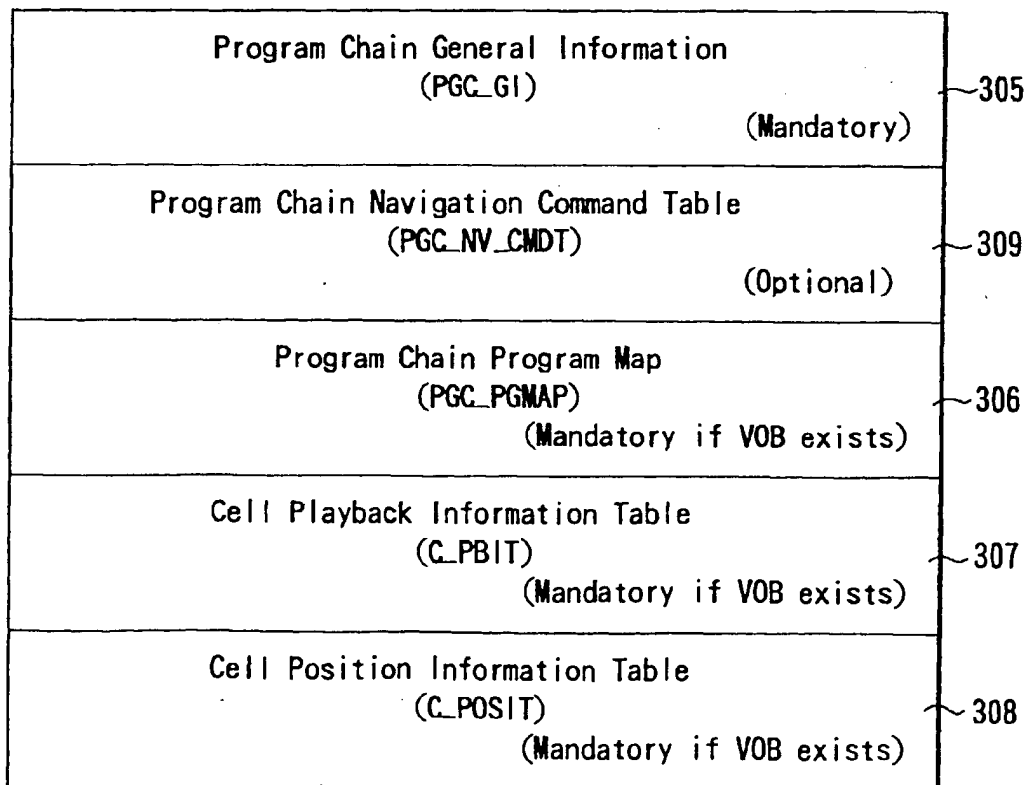 Program Chain General Information
(PGC_GI)
(Mandatory)
305
Program Chain Navigation Command Table
(PGC_NV_CMDT)
(Optional)
309
Program Chain Program Map
(PGC_PGMAP)
(Mandatory if VOB exists)
306
Cell Playback Information Table
(C_PBIT)
(Mandatory if VOB exists)
307
Cell Position Information Table
(C_POSIT)
(Mandatory if VOB exists)
308